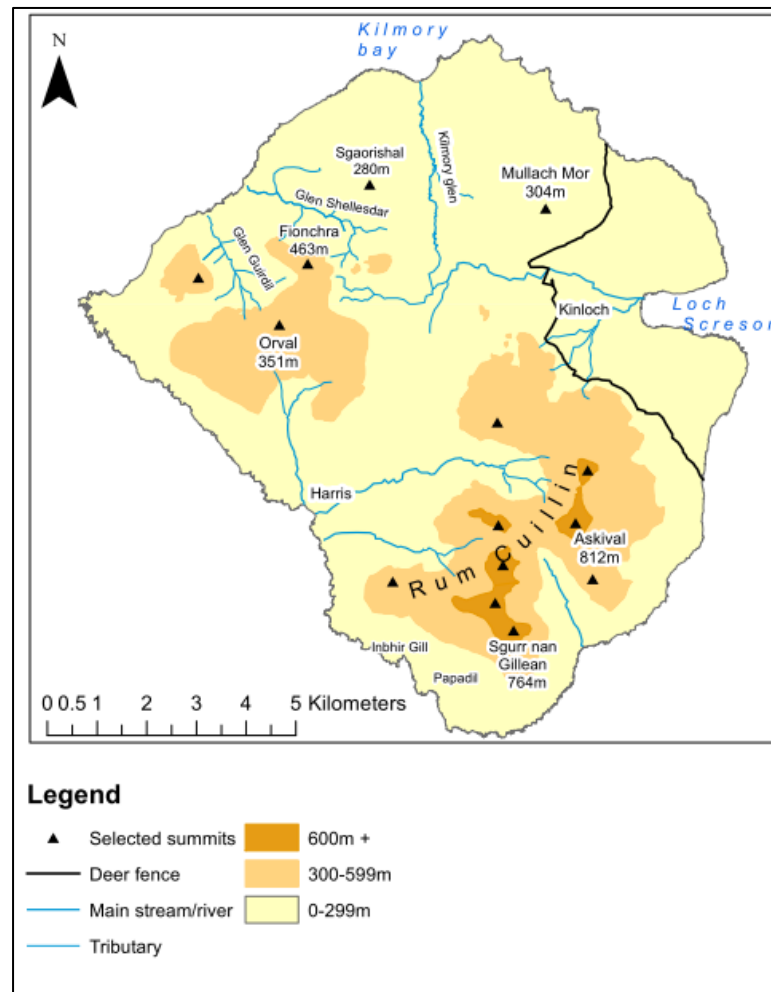 Kilmory
bay
N
Sgaorishal
280m
Kilmory glen
Mullach Mor
304m
Glen Shellesdar
Fionchra
463m
Glen Guirdil
Kinloch
Loch
Scresor
Orval
351m
Harris
Rum Cuillin
Askival
812m
Inbhir Gill
Sgurr nan
Gillean
764m
Papadil
0 0.5 1 2 3 4 5 Kilometers
Legend
Selected summits
600m +
Deer fence
300-599m
Main stream/river
0-299m
Tributary